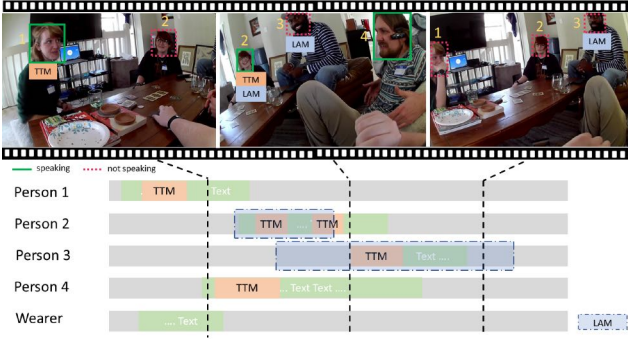 1
2
TTM
2
3
4
LAM
TTM
LAM
1
2
3
LAM
speaking
not speaking
Person 1
TTM
Text
Person 2
TTM
....
TTM
Person 3
TTM
Text ....
Person 4
TTM
... Text Text ....
Wearer
.... Text
LAM